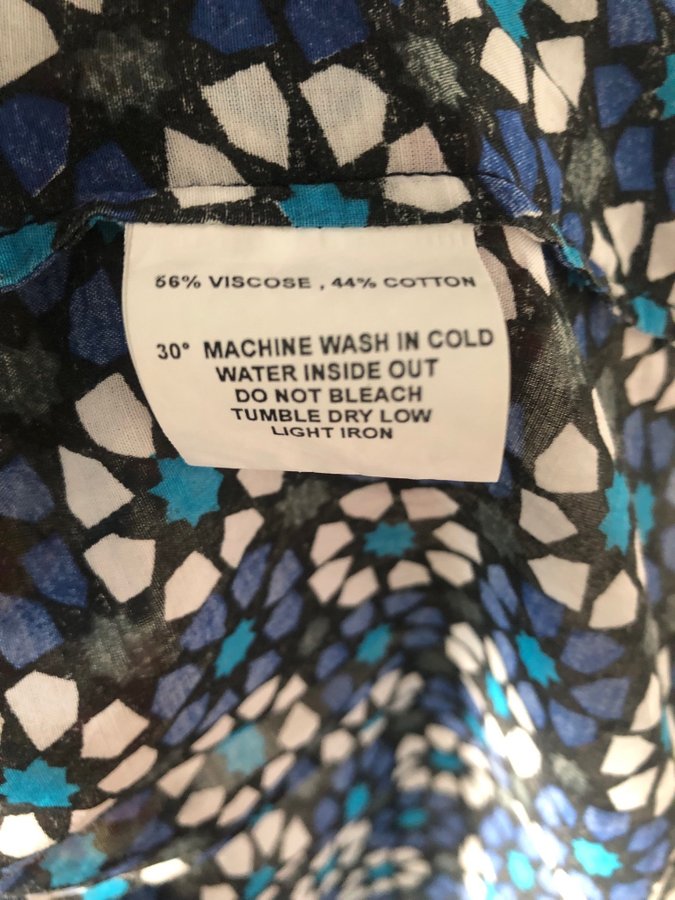 56% VISCOSE , 44% COTTON
30° MACHINE WASH IN COLD
WATER INSIDE OUT
DO NOT BLEACH
TUMBLE DRY LOW
LIGHT IRON